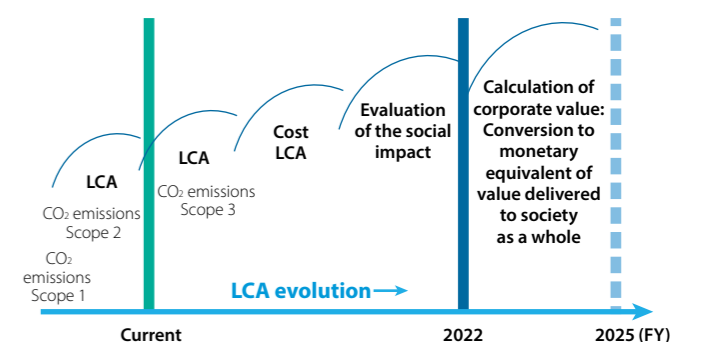 LCA
CO₂ emissions
Scope 2
CO₂
emissions
Scope 1
LCA
CO₂ emissions
Scope 3
Cost
LCA
Evaluation
of the social
impact
Calculation of
corporate value:
Conversion to
monetary
equivalent of
value delivered
to society
as a whole
LCA evolution→
Current
2022
2025 (FY)